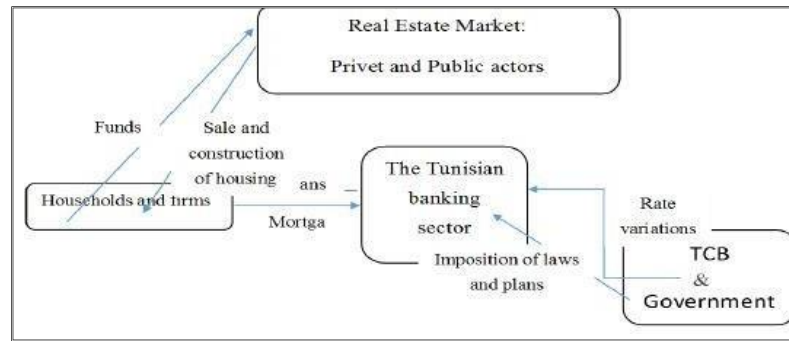 Real Estate Market:
Privet and Public actors
Funds
Sale and
construction
of housing
Households and firms
ans
Mortga
The Tunisian
banking
sector
Imposition of laws
and plans
Rate
variations
TCB
&
Government